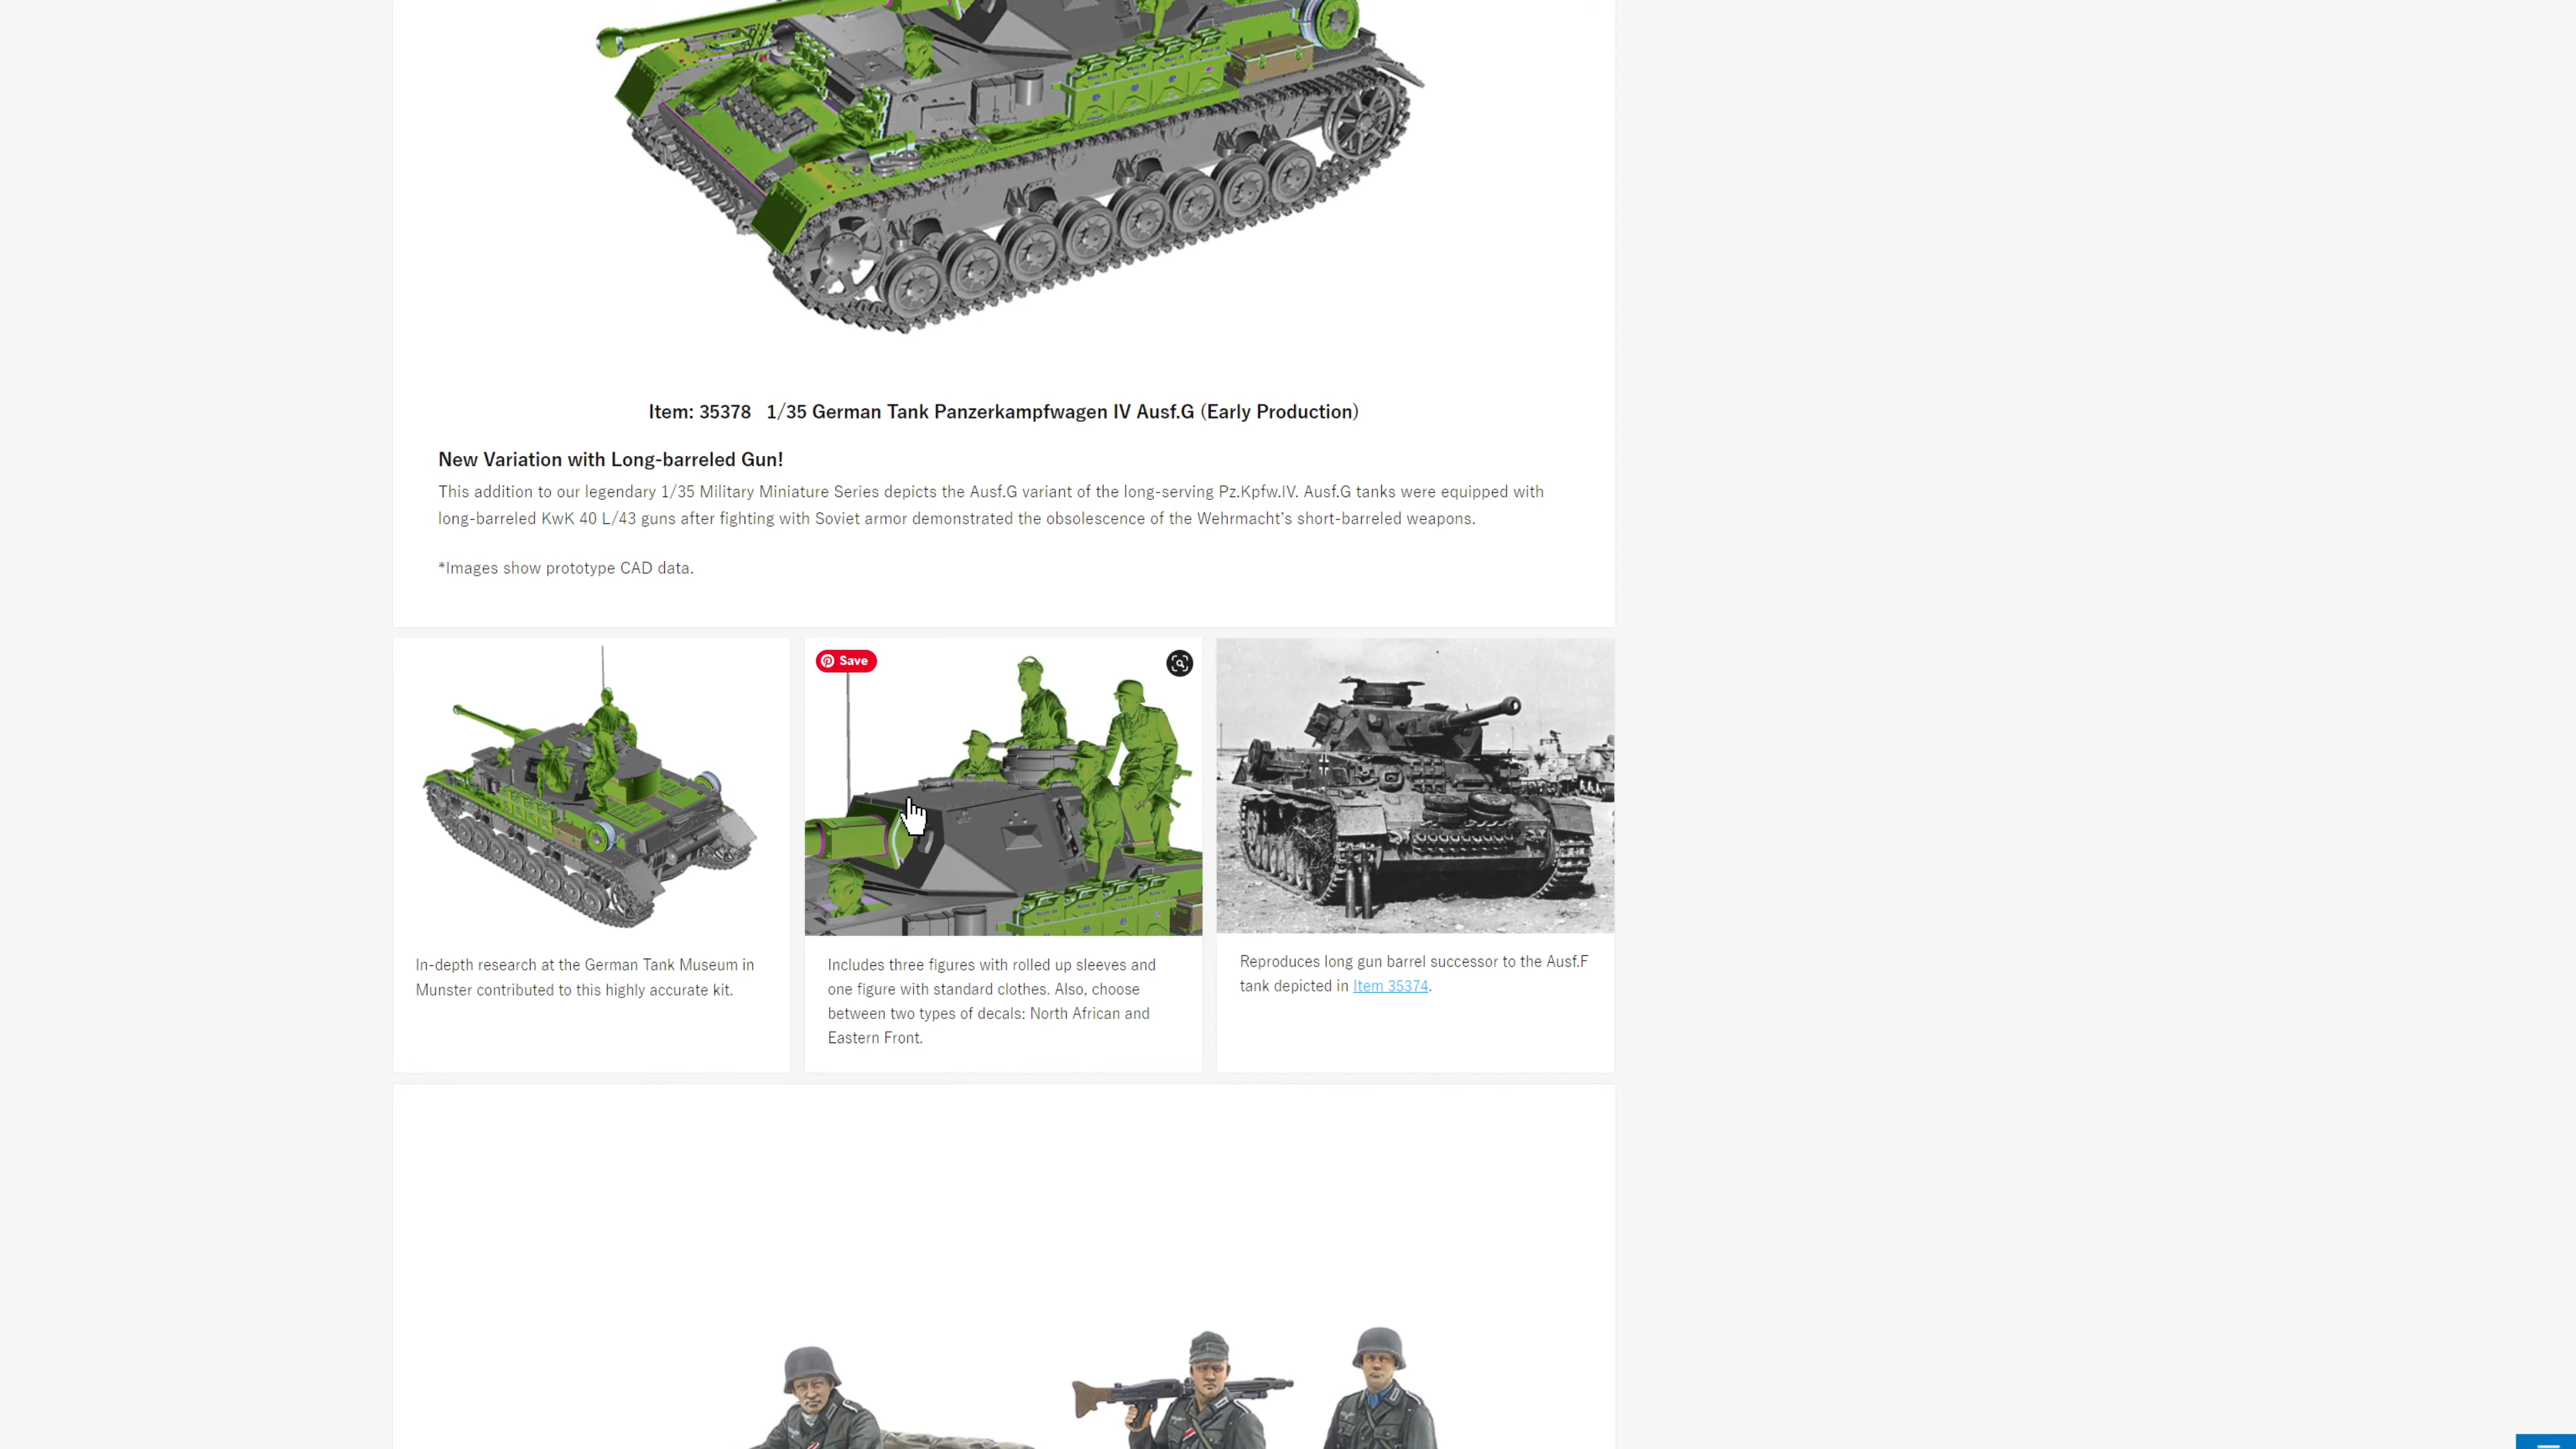 Item: 35378 1/35 German Tank Panzerkampfwagen IV Ausf.G (Early Production)
New Variation with Long-barreled Gun!
This addition to our legendary 1/35 Military Miniature Series depicts the Ausf.G variant of the long-serving Pz.Kpfw.IV. Ausf.G tanks were equipped with
long-barreled KwK 40 L/43 guns after fighting with Soviet armor demonstrated the obsolescence of the Wehrmacht's short-barreled weapons.
*Images show prototype CAD data.
Save
In-depth research at the German Tank Museum in
Munster contributed to this highly accurate kit.
Includes three figures with rolled up sleeves and
one figure with standard clothes. Also, choose
between two types of decals: North African and
Eastern Front.
Reproduces long gun barrel successor to the Ausf.F
tank depicted in Item 35374.